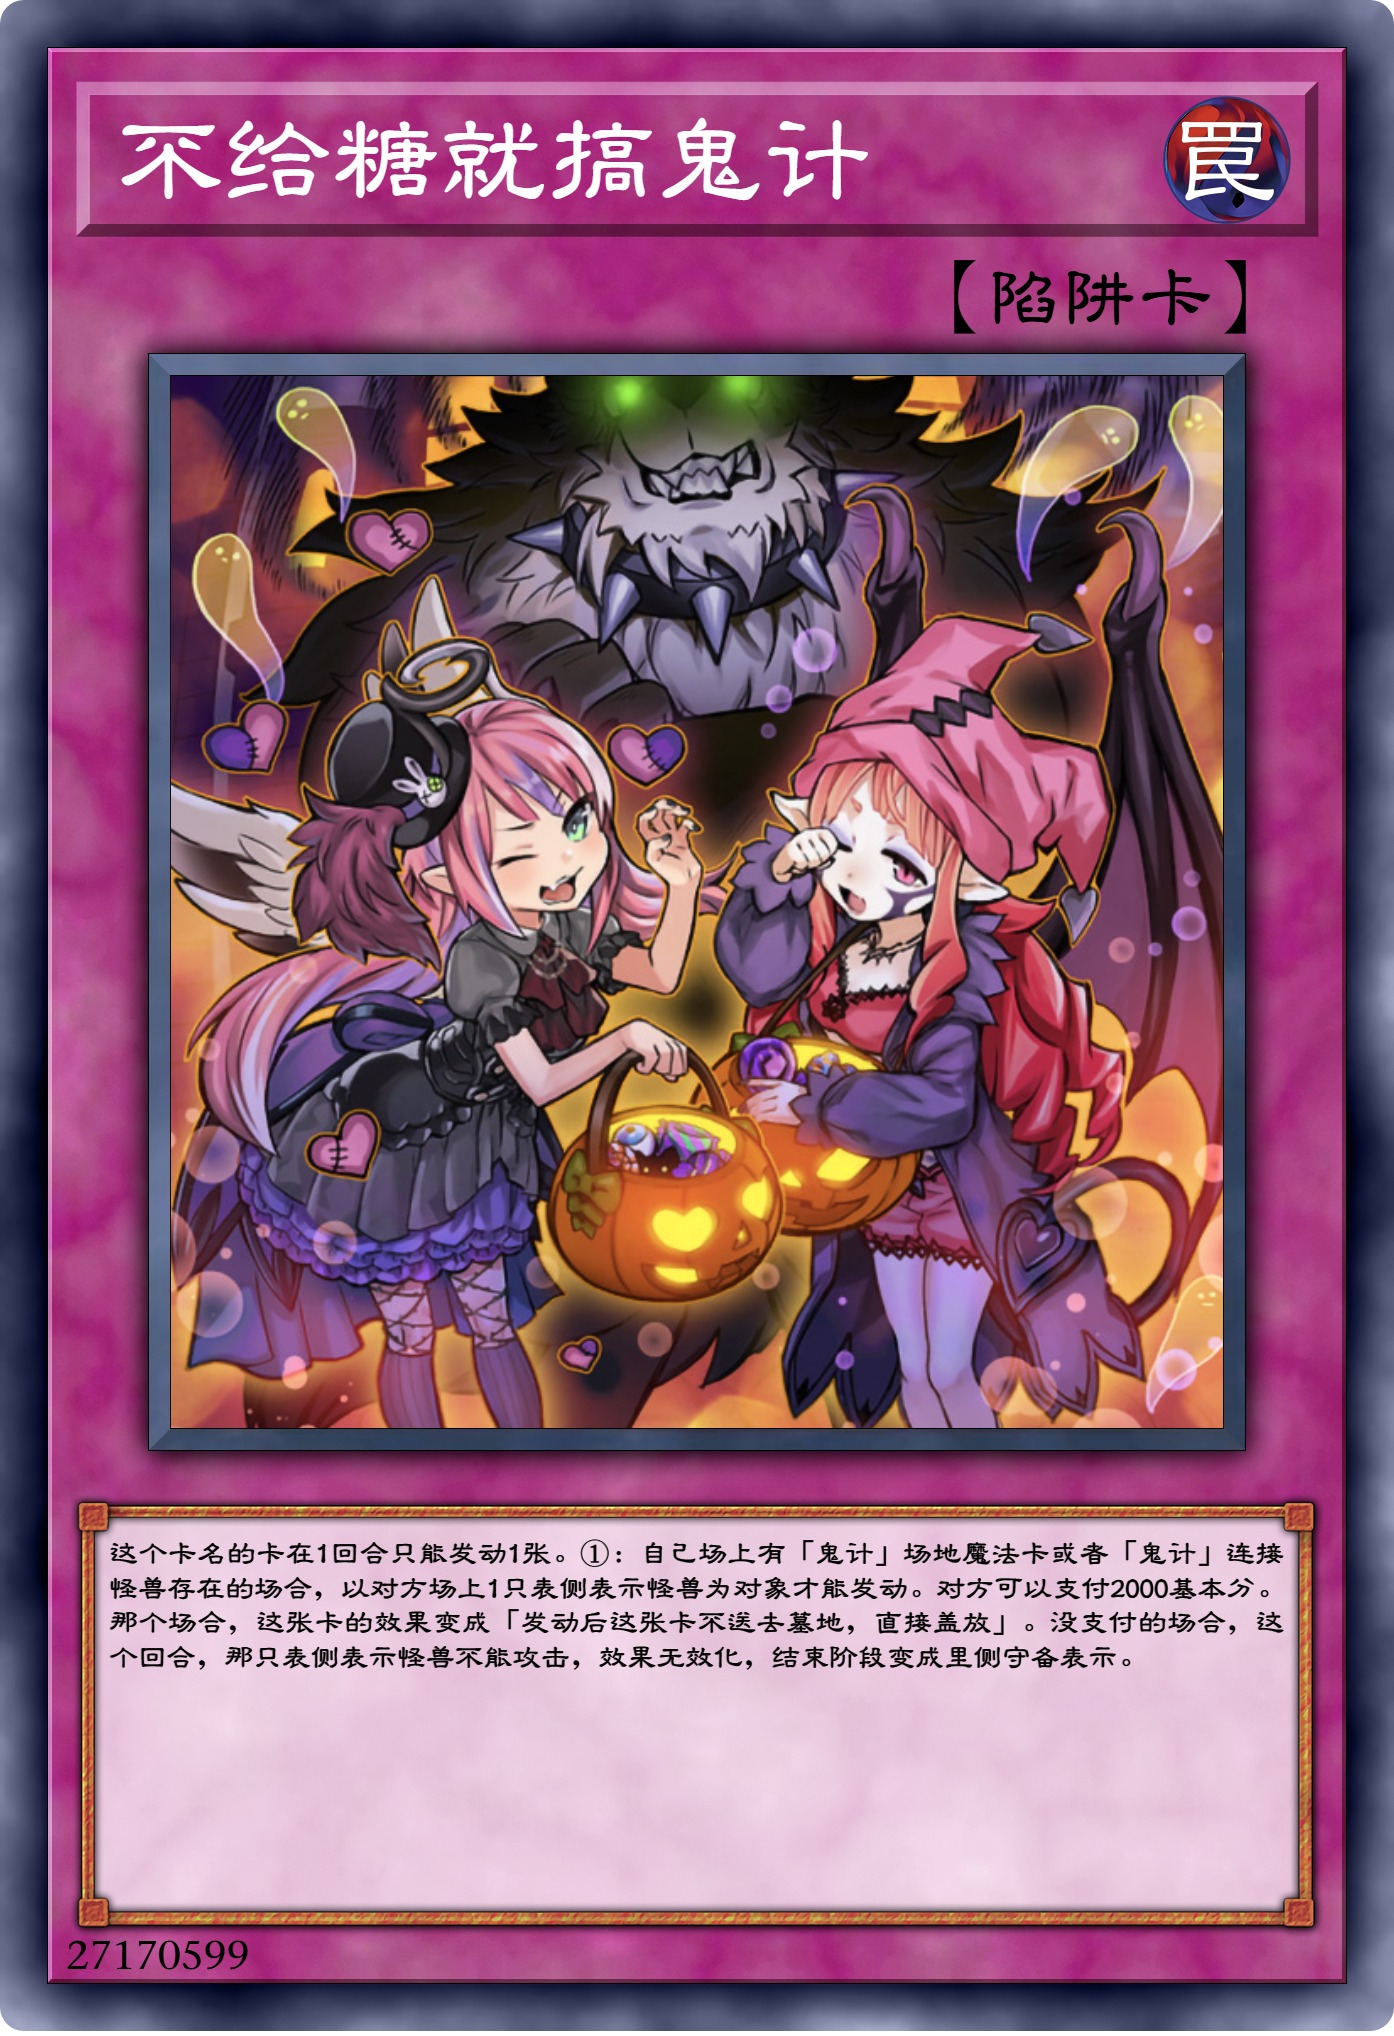 不给糖就搞鬼计
罠
【陷阱卡】
这个卡名的卡在1回合只能发动1张。①：自己场上有「鬼计」场地魔法卡或者「鬼计」连接
怪兽存在的场合，以对方场上1只表侧表示怪兽为对象才能发动。对方可以支付2000基本分。
那个场合，这张卡的效果变成「发动后这张卡不送去墓地，直接盖放」。没支付的场合，这
个回合，那只表侧表示怪兽不能攻击，效果无效化，结束阶段变成里侧守备表示。
27170599